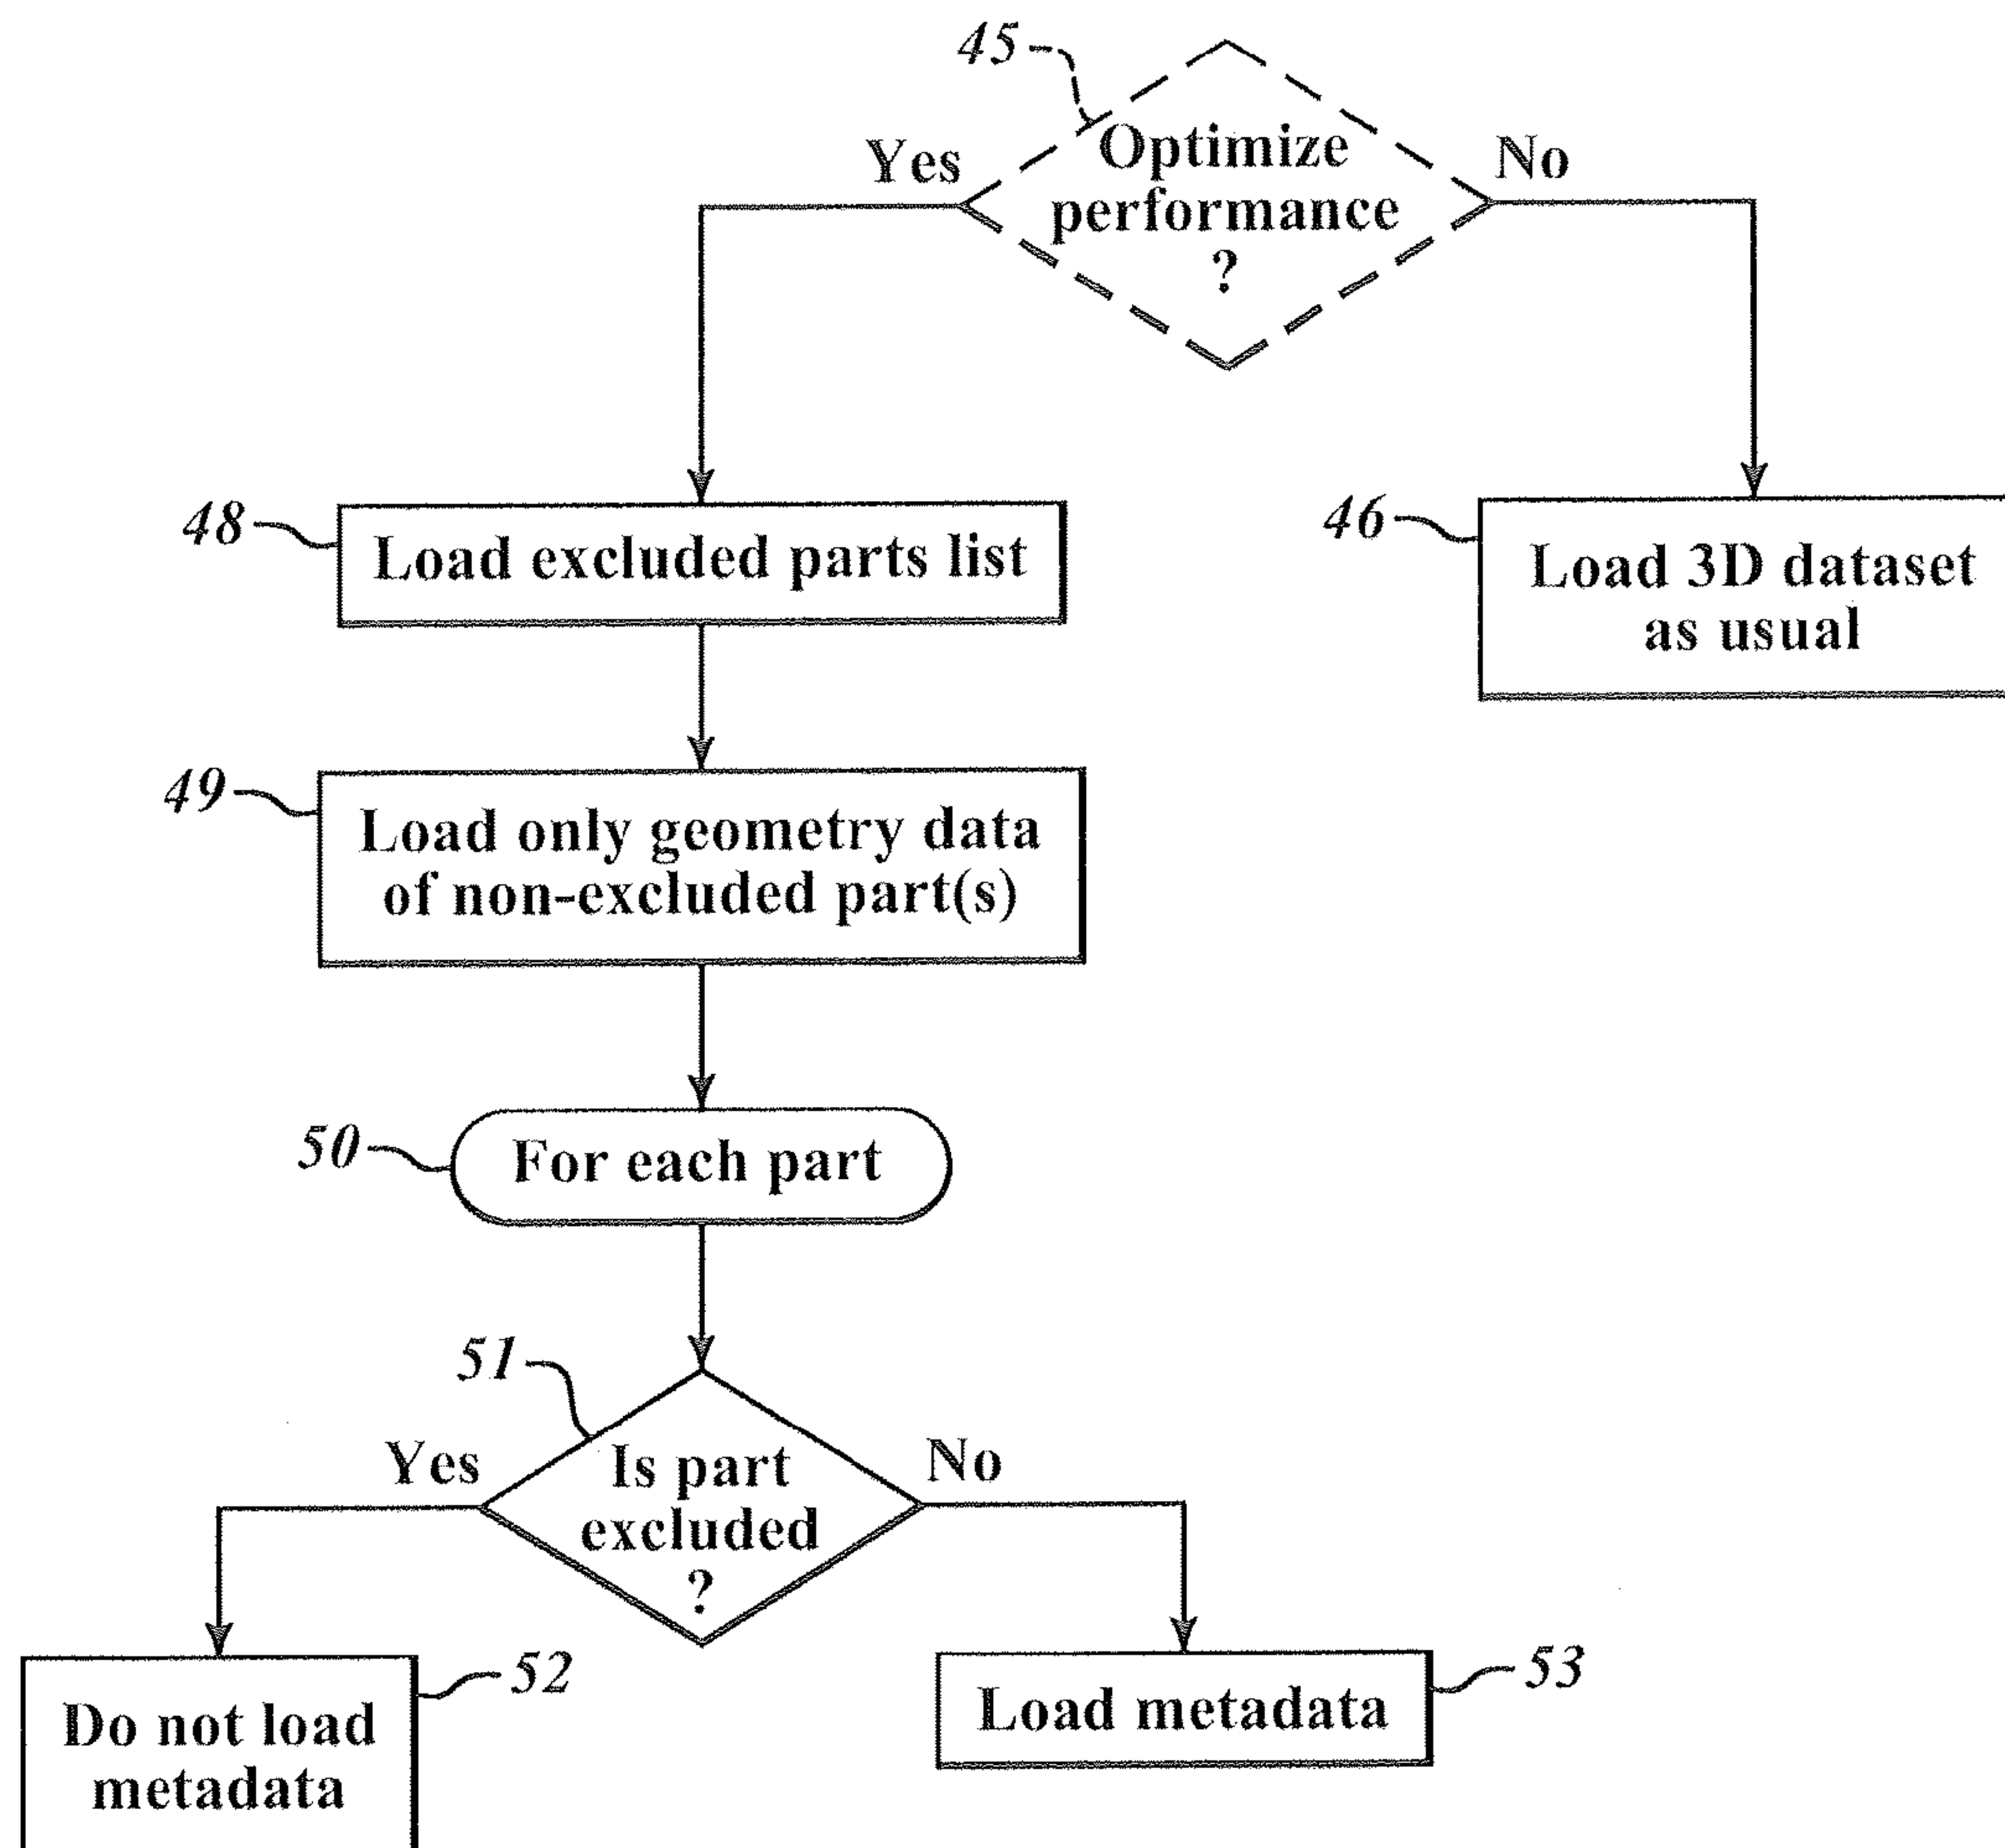 45
Optimize
performance
?
Yes
No
48
Load excluded parts list
46
Load 3D dataset
as usual
49
Load only geometry data
of non-excluded part(s)
50
For each part
51
Is part
excluded
?
Yes
No
52
Do not load
metadata
53
Load metadata